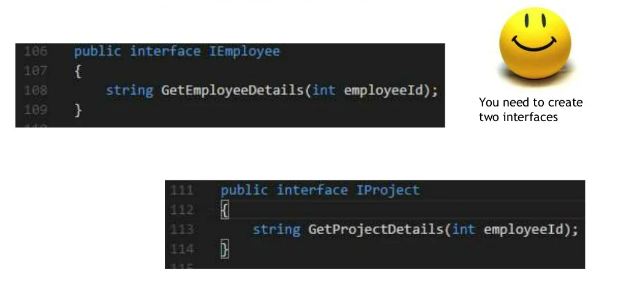 106 public interface IEmployee
107 {
108 string GetEmployeeDetails(int employeeId);
109 }
You need to create
two interfaces
111 public interface IProject
112 {
113 string GetProjectDetails(int employeeId);
114 }